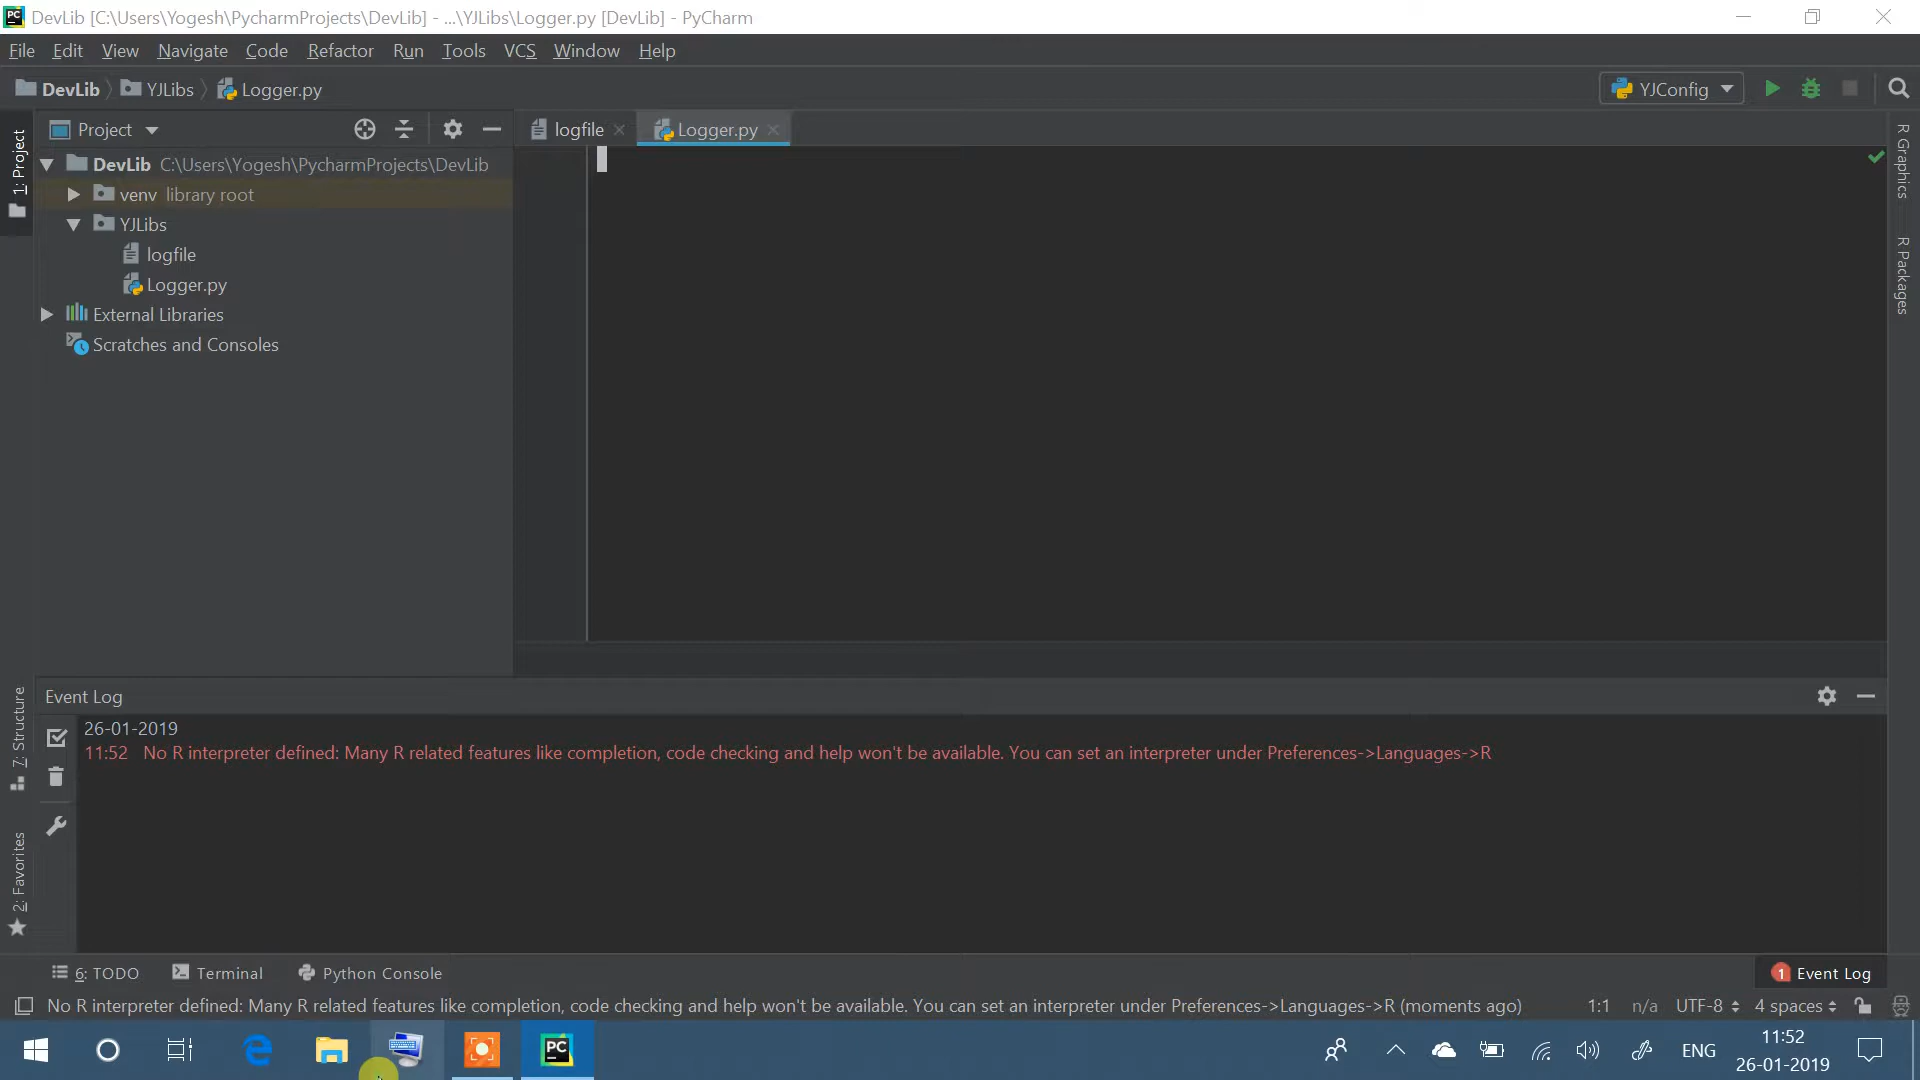 DevLib [C:\Users\Yogesh\PycharmProjects\DevLib] - ...\YJLibs\Logger.py [DevLib] - PyCharm
File Edit View Navigate Code Refactor Run Tools VCS Window Help
DevLib YJLibs Logger.py YJConfig
1: Project
Project
logfile
Logger.py
DevLib C:\Users\Yogesh\PycharmProjects\DevLib
venv library root
YJLibs
logfile
Logger.py
External Libraries
Scratches and Consoles
R Graphics
R Packages
7: Structure
2: Favorites
Event Log
26-01-2019
11:52 No R interpreter defined: Many R related features like completion, code checking and help won't be available. You can set an interpreter under Preferences->Languages->R
6: TODO Terminal Python Console 1 Event Log
No R interpreter defined: Many R related features like completion, code checking and help won't be available. You can set an interpreter under Preferences->Languages->R (moments ago) 1:1 n/a UTF-8 4 spaces
PC
ENG
11:52
26-01-2019